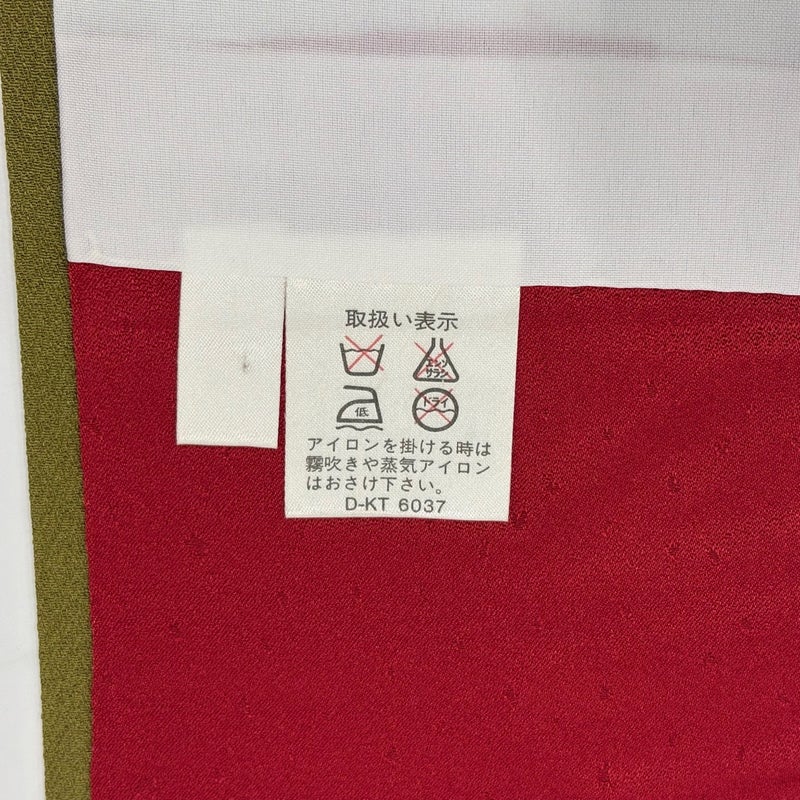 取扱い表示
エンソ
サラシ
低
ドライ
アイロンを掛ける時は
霧吹きや蒸気アイロン
はおさけ下さい。
D-KT 6037